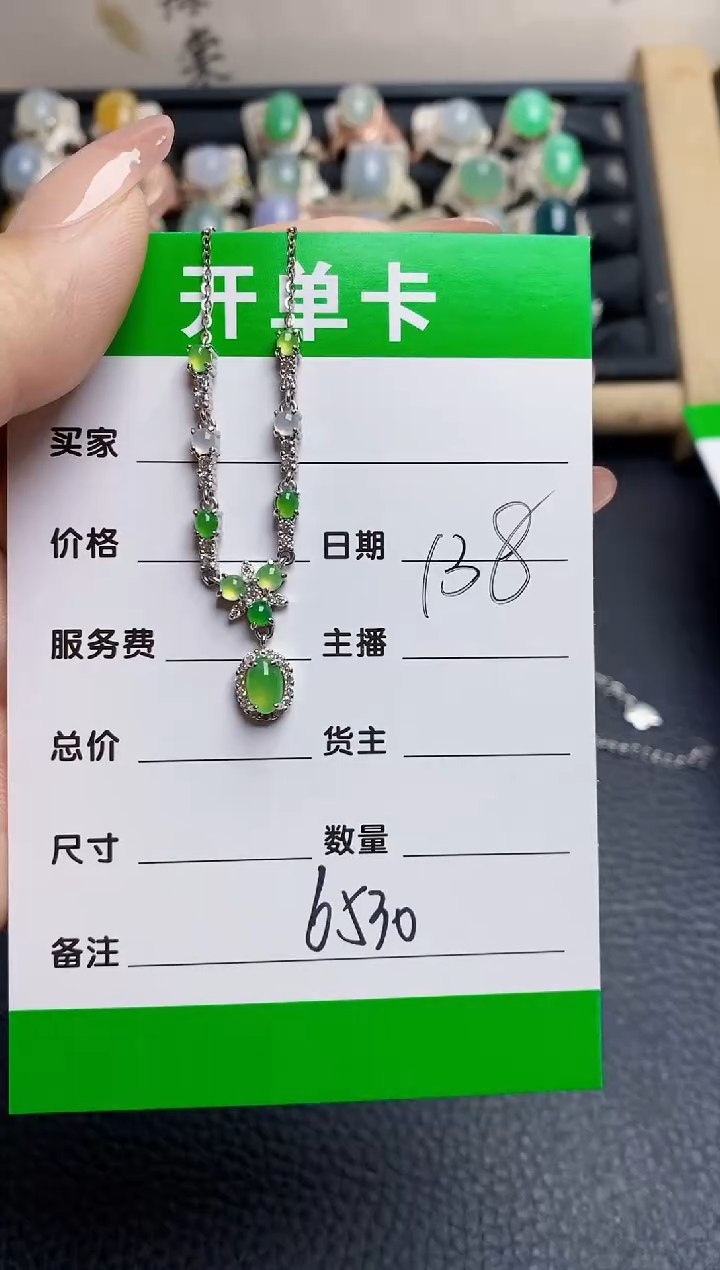 开单卡
买家
价格 日期 138
服务费 主播
总价 货主
尺寸 数量
6530
备注